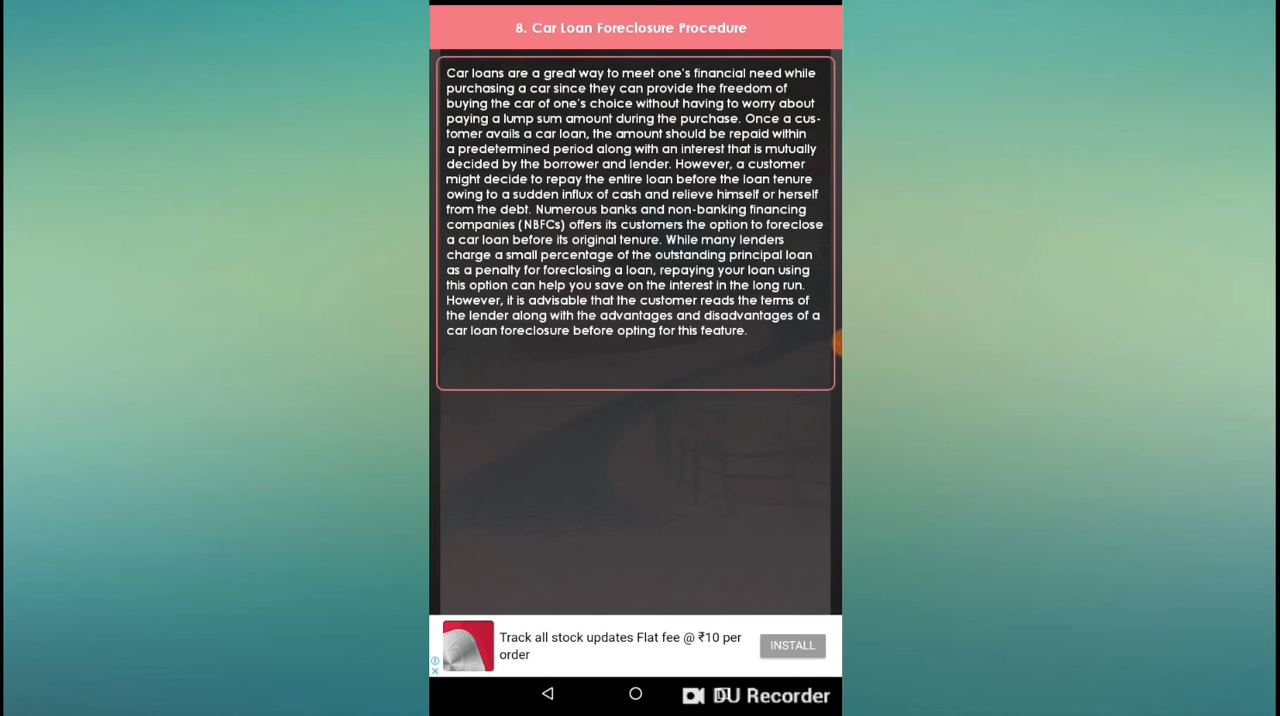 8. Car Loan Foreclosure Procedure
Car loans are a great way to meet one's financial need while
purchasing a car since they can provide the freedom of
buying the car of one's choice without having to worry about
paying a lump sum amount during the purchase. Once a cus-
tomer avails a car loan, the amount should be repaid within
a predetermined period along with an interest that is mutually
decided by the borrower and lender. However, a customer
might decide to repay the entire loan before the loan tenure
owing to a sudden influx of cash and relieve himself or herself
from the debt. Numerous banks and non-banking financing
companies (NBFCs) offers its customers the option to foreclose
a car loan before its original tenure. While many lenders
charge a small percentage of the outstanding principal loan
as a penalty for foreclosing a loan, repaying your loan using
this option can help you save on the interest in the long run.
However, it is advisable that the customer reads the terms of
the lender along with the advantages and disadvantages of a
car loan foreclosure before opting for this feature.
Track all stock updates Flat fee @ ₹10 per
order
INSTALL
DU Recorder